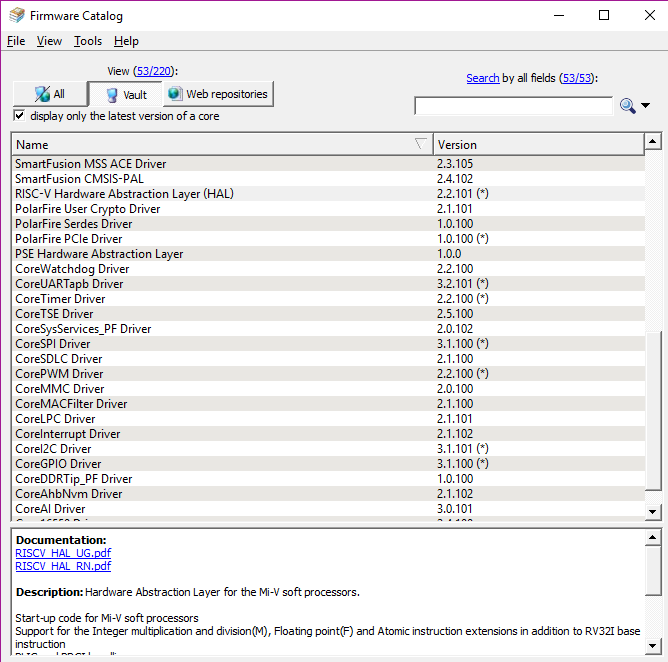 Firmware Catalog
File View Tools Help
View (53/220):
All Vault Web repositories
display only the latest version of a core
Search by all fields (53/53):
Name Version
SmartFusion MSS ACE Driver 2.3.105
SmartFusion CMSIS-PAL 2.4.102
RISC-V Hardware Abstraction Layer (HAL) 2.2.101 (*)
PolarFire User Crypto Driver 2.1.101
PolarFire Serdes Driver 1.0.100
PolarFire PCIe Driver 1.0.100 (*)
PSE Hardware Abstraction Layer 1.0.0
CoreWatchdog Driver 2.2.100
CoreUARTapb Driver 3.2.101 (*)
CoreTimer Driver 2.2.100 (*)
CoreTSE Driver 2.5.100
CoreSysServices_PF Driver 2.0.102
CoreSPI Driver 3.1.100 (*)
CoreSDLC Driver 2.1.100
CorePWM Driver 2.2.100 (*)
CoreMMC Driver 2.0.100
CoreMACFilter Driver 2.1.100
CoreLPC Driver 2.1.101
CoreInterrupt Driver 2.1.102
CoreI2C Driver 3.1.101 (*)
CoreGPIO Driver 3.1.100 (*)
CoreDDRTip_PF Driver 1.0.100
CoreAhbNvm Driver 2.1.102
CoreAI Driver 3.0.101
Documentation:
RISCV_HAL_UG.pdf
RISCV_HAL_RN.pdf
Description: Hardware Abstraction Layer for the Mi-V soft processors.
Start-up code for Mi-V soft processors
Support for the Integer multiplication and division(M), Floating point(F) and Atomic instruction extensions in addition to RV32I base
instruction